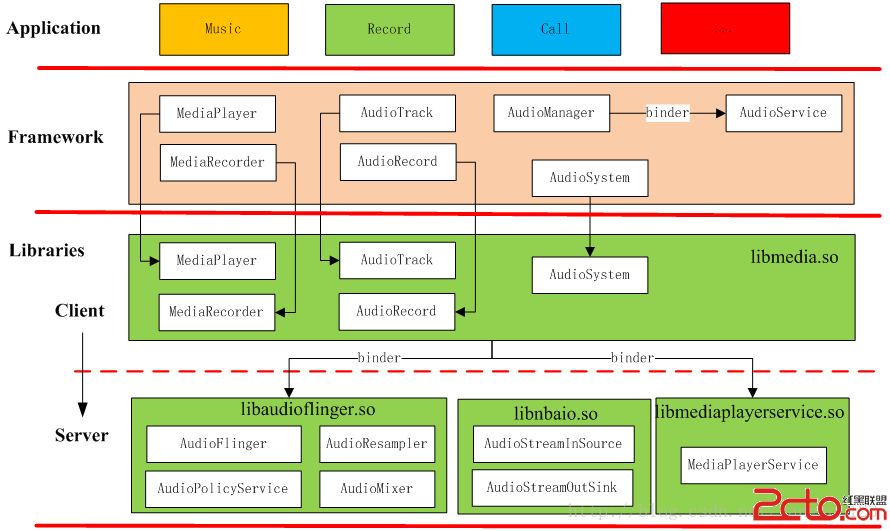 Application
Music
Record
Call
...
Framework
MediaPlayer
AudioTrack
AudioManager
binder
AudioService
MediaRecorder
AudioRecord
AudioSystem
Libraries
libmedia.so
MediaPlayer
AudioTrack
AudioSystem
Client
MediaRecorder
AudioRecord
binder
binder
Server
libaudioflinger.so
libnbaio.so
libmediaplayerservice.so
AudioFlinger
AudioResampler
AudioStreamInSource
MediaPlayerService
AudioPolicyService
AudioMixer
AudioStreamOutSink
2cto
红黑联盟
.com